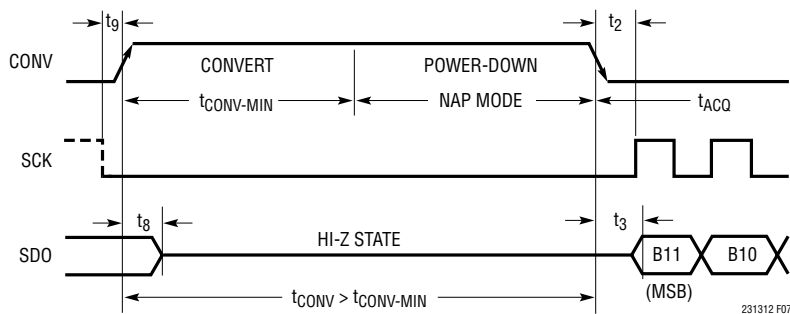 t9
t2
CONV
CONVERT
POWER-DOWN
tCONV-MIN
NAP MODE
tACQ
SCK
t8
t3
SDO
HI-Z STATE
B11
B10
(MSB)
tCONV > tCONV-MIN
231312 F07